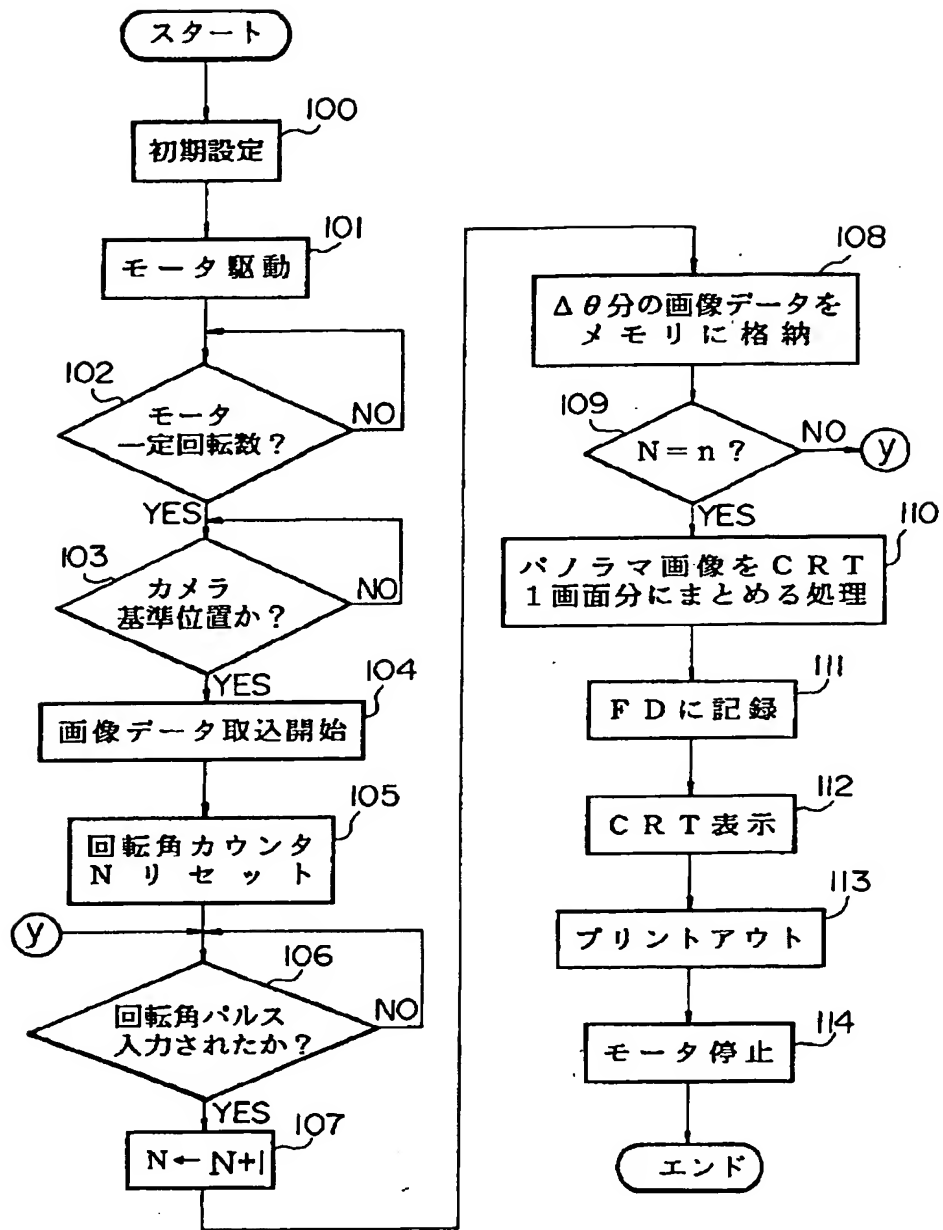 スタート
100
初期設定
101
モータ駆動
102
モータ
一定回転数?
NO
YES
103
カメラ
基準位置か?
NO
YES
104
画像データ取込開始
105
回転角カウンタ
Nリセット
y
106
回転角パルス
入力されたか?
NO
YES
107
N←N+1
108
Δθ分の画像データを
メモリに格納
109
N=n?
NO
y
YES
110
パノラマ画像をCRT
1画面分にまとめる処理
111
FDに記録
112
CRT表示
113
プリントアウト
114
モータ停止
エンド